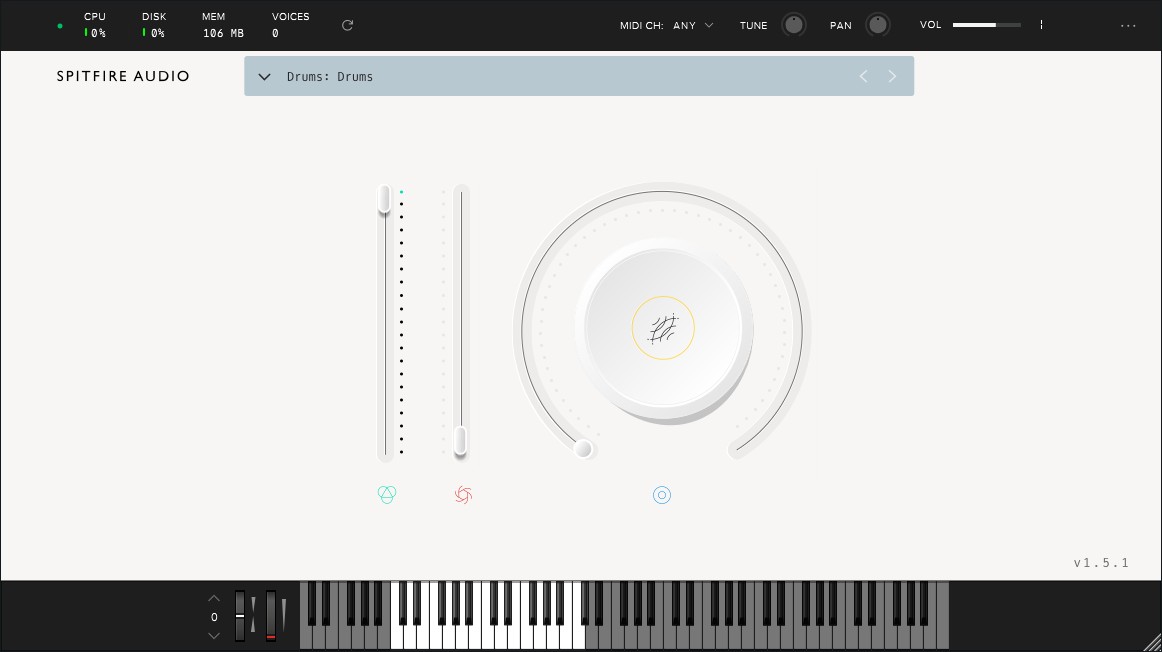 CPU DISK MEM VOICES
0% 0% 106 MB 0
MIDI CH: ANY TUNE PAN VOL
SPITFIRE AUDIO
Drums: Drums
v1.5.1
0